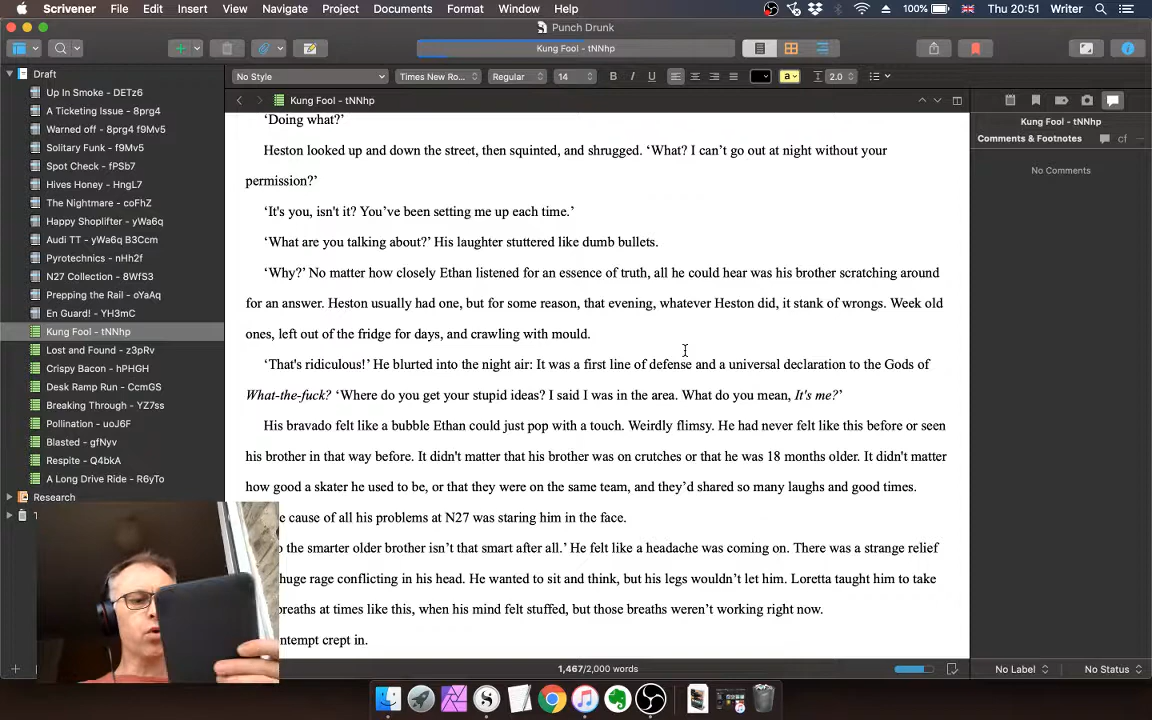 Scrivener File Edit Insert View Navigate Project Documents Format Window Help 100% Thu 20:51 Writer
Punch Drunk
Kung Fool - tNNhp
No Style Times New Ro... Regular 14 B I U a 2.0
Kung Fool - tNNhp
Draft
Up In Smoke - DETz6
A Ticketing Issue - 8prg4
Warned off - 8prg4 f9Mv5
Solitary Funk - f9Mv5
Spot Check - fPSb7
Hives Honey - HngL7
The Nightmare - coFhZ
Happy Shoplifter - yWa6q
Audi TT - yWa6q B3Ccm
Pyrotechnics - nHh2f
N27 Collection - 8WfS3
Prepping the Rail - oYaAq
En Guard! - YH3mC
Kung Fool - tNNhp
Lost and Found - z3pRv
Crispy Bacon - hPHGH
Desk Ramp Run - CcmGS
Breaking Through - YZ7ss
Pollination - uoJ6F
Blasted - gfNyv
Respite - Q4bkA
A Long Drive Ride - R6yTo
Research
T
‘Doing what?’
Heston looked up and down the street, then squinted, and shrugged. ‘What? I can’t go out at night without your
permission?’
‘It's you, isn't it? You’ve been setting me up each time.’
‘What are you talking about?’ His laughter stuttered like dumb bullets.
‘Why?’ No matter how closely Ethan listened for an essence of truth, all he could hear was his brother scratching around
for an answer. Heston usually had one, but for some reason, that evening, whatever Heston did, it stank of wrongs. Week old
ones, left out of the fridge for days, and crawling with mould.
‘That's ridiculous!’ He blurted into the night air: It was a first line of defense and a universal declaration to the Gods of
What-the-fuck? ‘Where do you get your stupid ideas? I said I was in the area. What do you mean, It's me?’
His bravado felt like a bubble Ethan could just pop with a touch. Weirdly flimsy. He had never felt like this before or seen
his brother in that way before. It didn't matter that his brother was on crutches or that he was 18 months older. It didn't matter
how good a skater he used to be, or that they were on the same team, and they’d shared so many laughs and good times.
e cause of all his problems at N27 was staring him in the face.
o the smarter older brother isn’t that smart after all.’ He felt like a headache was coming on. There was a strange relief
huge rage conflicting in his head. He wanted to sit and think, but his legs wouldn’t let him. Loretta taught him to take
breaths at times like this, when his mind felt stuffed, but those breaths weren’t working right now.
ntempt crept in.
1,467/2,000 words
Kung Fool - tNNhp
Comments & Footnotes cf
No Comments
No Label No Status